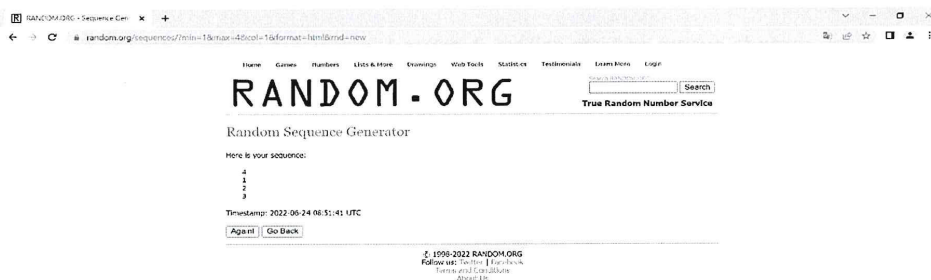 RANDOM.ORG - Sequence Gen
random.org/sequences/?min=1&max=4&col=1&format=html&rnd=new
Home Games Numbers Lists & More Drawings Web Tools Statistics Testimonials Learn More Login
RANDOM.ORG
Search
True Random Number Service
Random Sequence Generator
Here is your sequence:
4
1
2
3
Timestamp: 2022-06-24 08:51:41 UTC
Again! Go Back
© 1998-2022 RANDOM.ORG
Follow us: Twitter | Facebook
Terms and Conditions
About Us